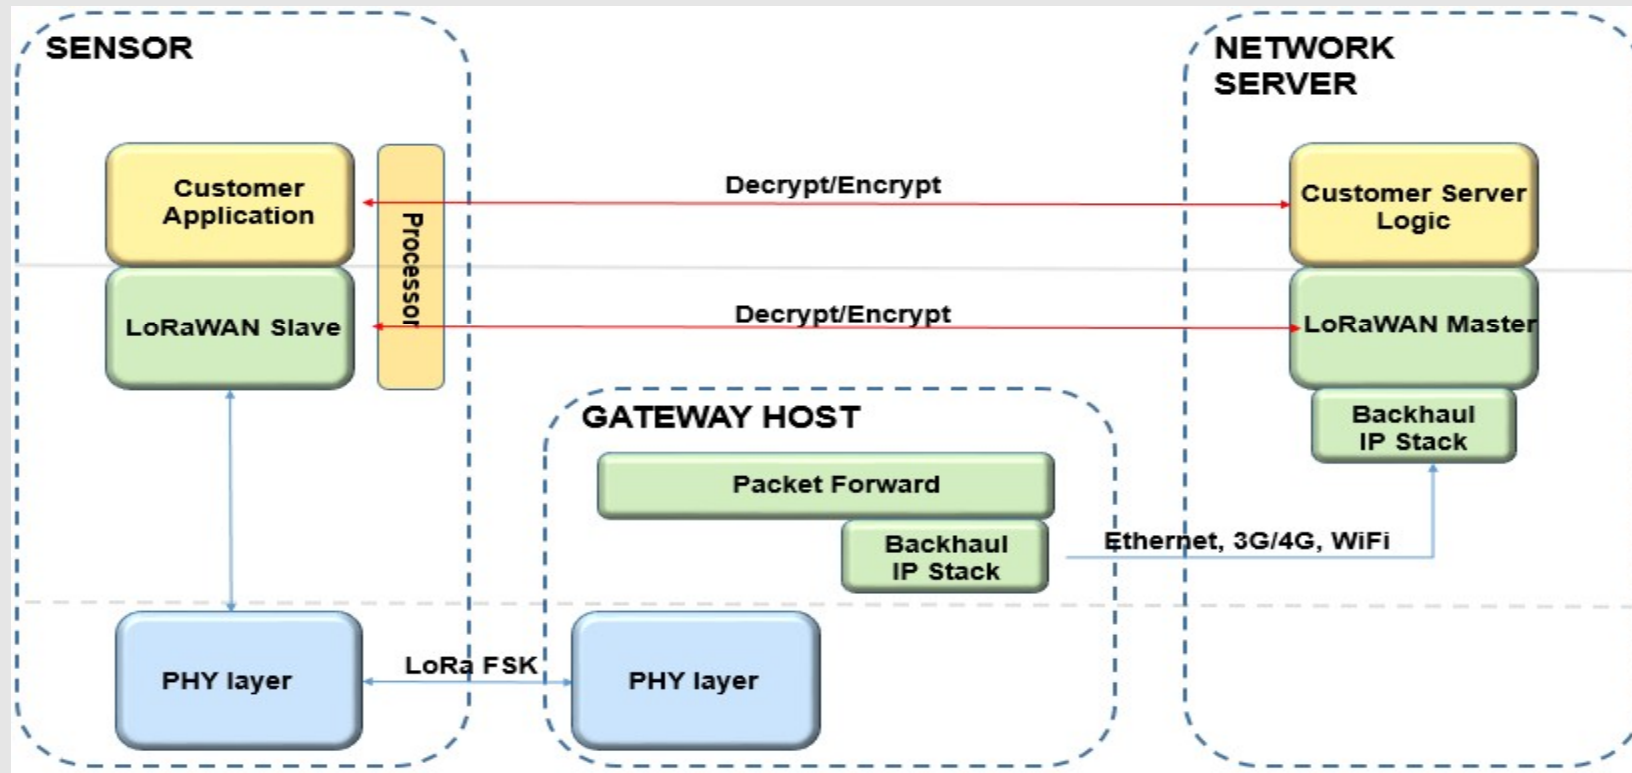 SENSOR
NETWORK
SERVER
Customer
Application
Processor
Decrypt/Encrypt
Customer Server
Logic
LoRaWAN Slave
Decrypt/Encrypt
LoRaWAN Master
GATEWAY HOST
Backhaul
IP Stack
Packet Forward
Backhaul
IP Stack
Ethernet, 3G/4G, WiFi
PHY layer
LoRa FSK
PHY layer